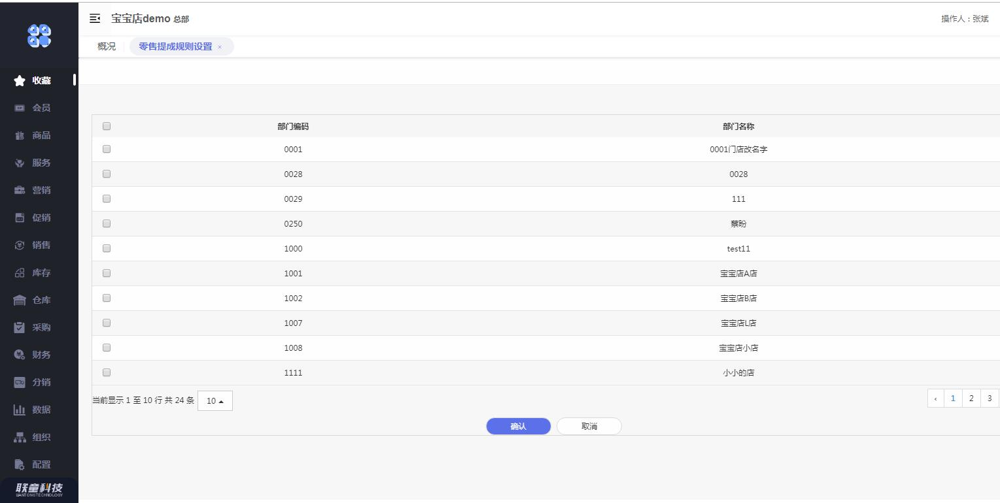 宝宝店demo 总部
操作人：张斌
概况
零售提成规则设置 ×
收藏
会员
商品
服务
营销
促销
销售
库存
仓库
采购
财务
分销
数据
组织
配置
联童科技
LIANTONGTECHNOLOGY
部门编码 部门名称
0001 0001门店改名字
0028 0028
0029 111
0250 蔡盼
1000 test11
1001 宝宝店A店
1002 宝宝店B店
1007 宝宝店L店
1008 宝宝店小店
1111 小小的店
当前显示 1 至 10 行 共 24 条 10
‹ 1 2 3
确认 取消